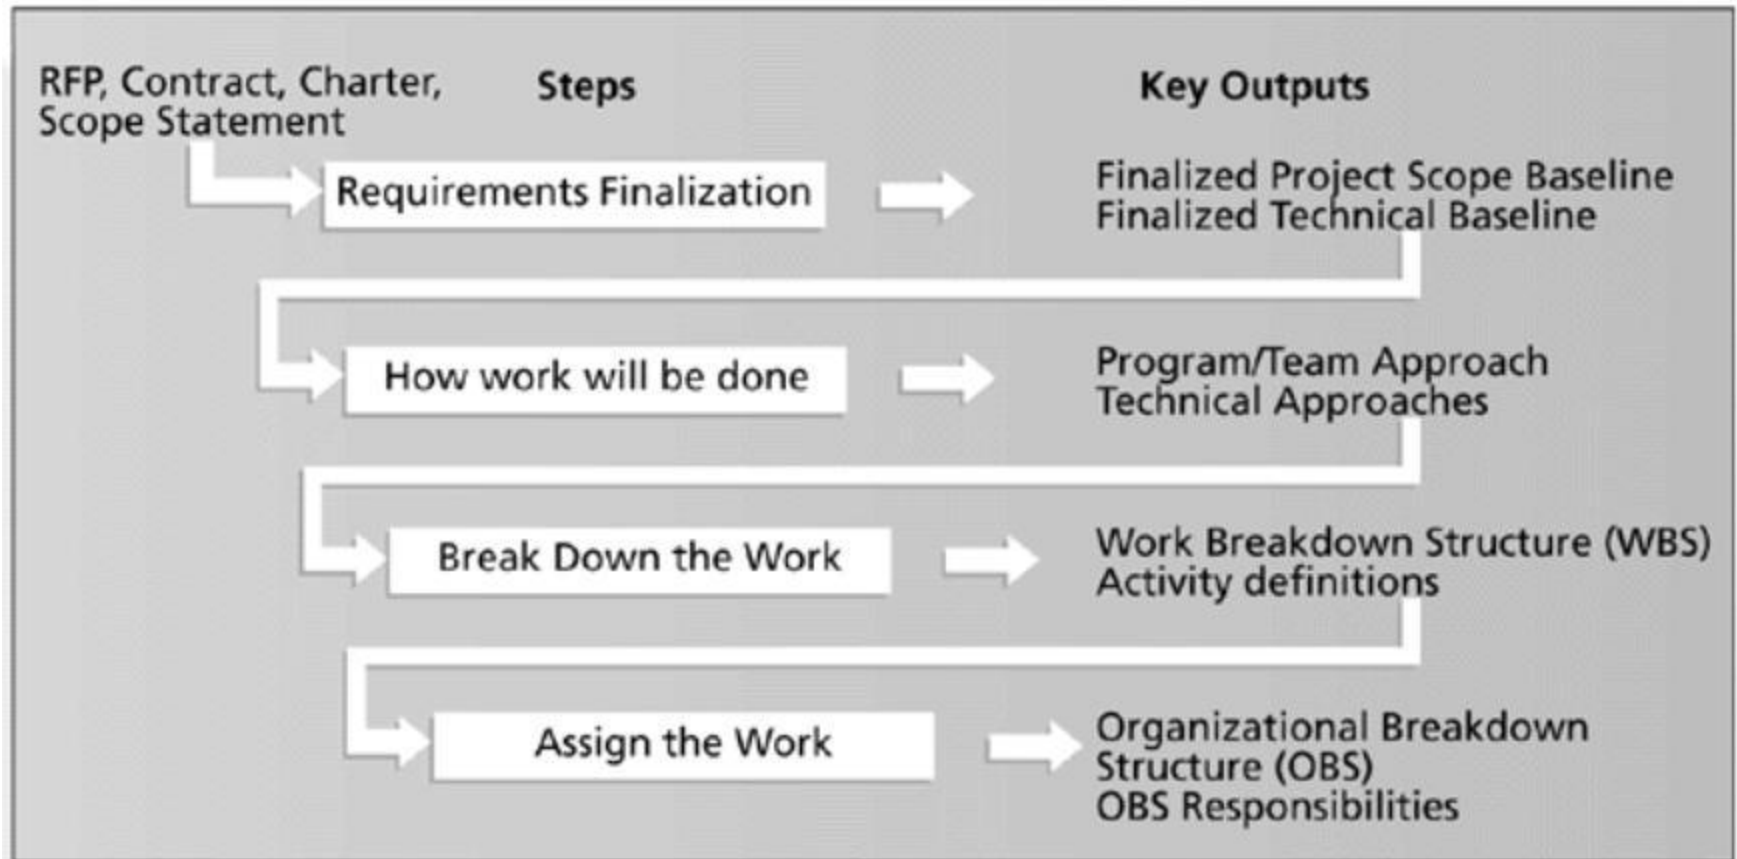 RFP, Contract, Charter,
Scope Statement
Steps
Key Outputs
Requirements Finalization
Finalized Project Scope Baseline
Finalized Technical Baseline
How work will be done
Program/Team Approach
Technical Approaches
Break Down the Work
Work Breakdown Structure (WBS)
Activity definitions
Assign the Work
Organizational Breakdown
Structure (OBS)
OBS Responsibilities